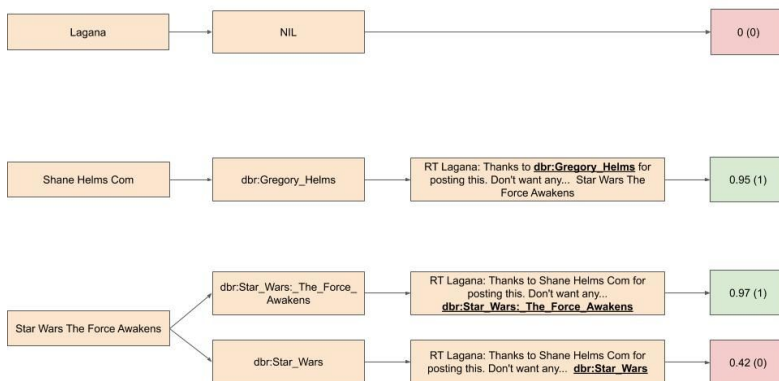 Lagana
NIL
0 (0)
Shane Helms Com
dbr:Gregory_Helms
RT Lagana: Thanks to dbr:Gregory_Helms for
posting this. Don't want any... Star Wars The
Force Awakens
0.95 (1)
Star Wars The Force Awakens
dbr:Star_Wars:_The_Force_
Awakens
RT Lagana: Thanks to Shane Helms Com for
posting this. Don't want any...
dbr:Star_Wars:_The_Force_Awakens
0.97 (1)
dbr:Star_Wars
RT Lagana: Thanks to Shane Helms Com for
posting this. Don't want any... dbr:Star_Wars
0.42 (0)